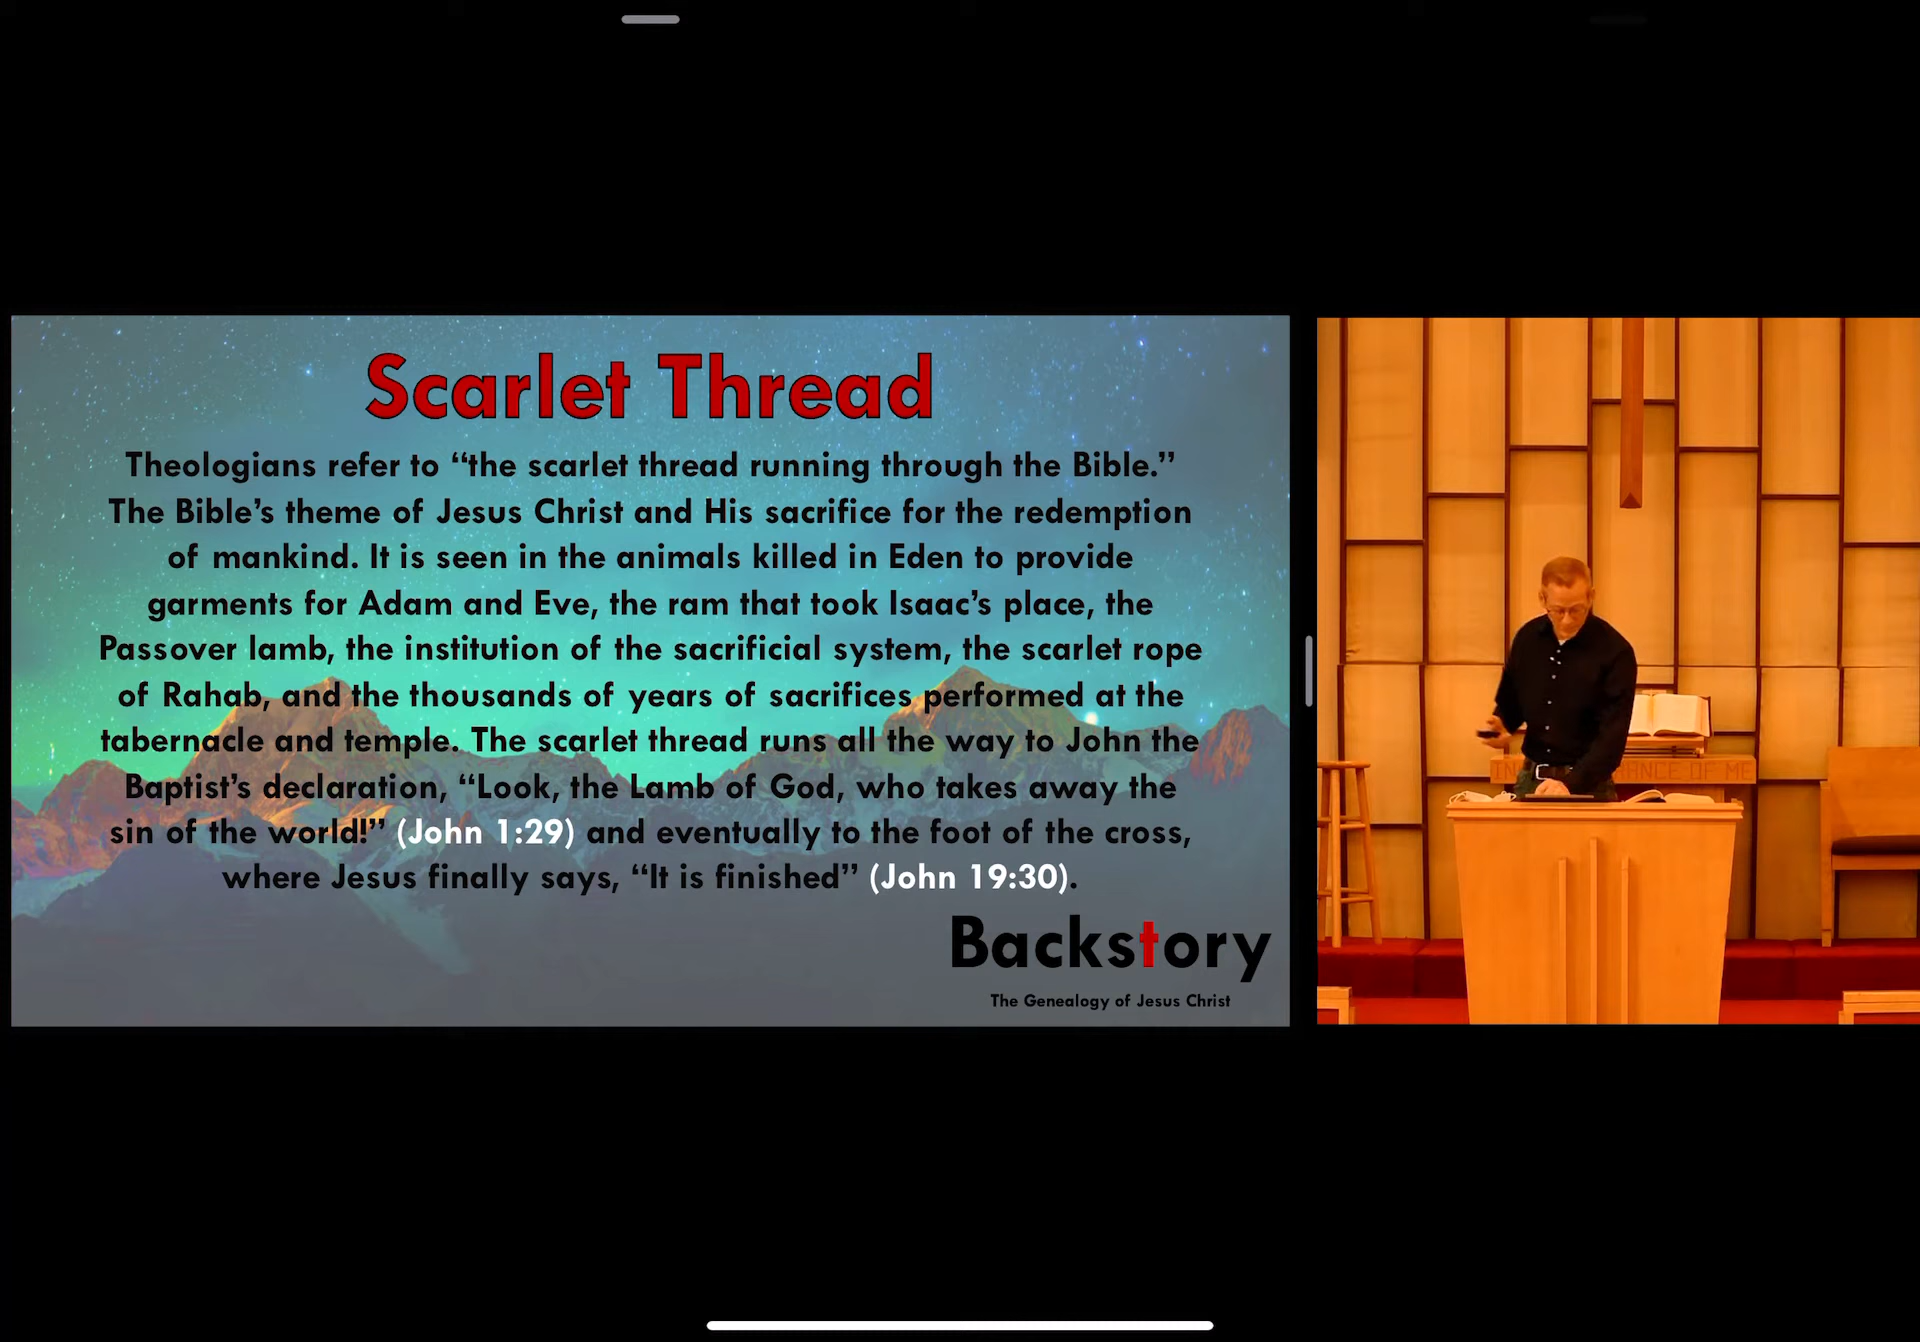 Scarlet Thread
Theologians refer to “the scarlet thread running through the Bible.”
The Bible’s theme of Jesus Christ and His sacrifice for the redemption
of mankind. It is seen in the animals killed in Eden to provide
garments for Adam and Eve, the ram that took Isaac’s place, the
Passover lamb, the institution of the sacrificial system, the scarlet rope
of Rahab, and the thousands of years of sacrifices performed at the
tabernacle and temple. The scarlet thread runs all the way to John the
Baptist’s declaration, “Look, the Lamb of God, who takes away the
sin of the world!” (John 1:29) and eventually to the foot of the cross,
where Jesus finally says, “It is finished” (John 19:30).
Backstory
The Genealogy of Jesus Christ
OF ME